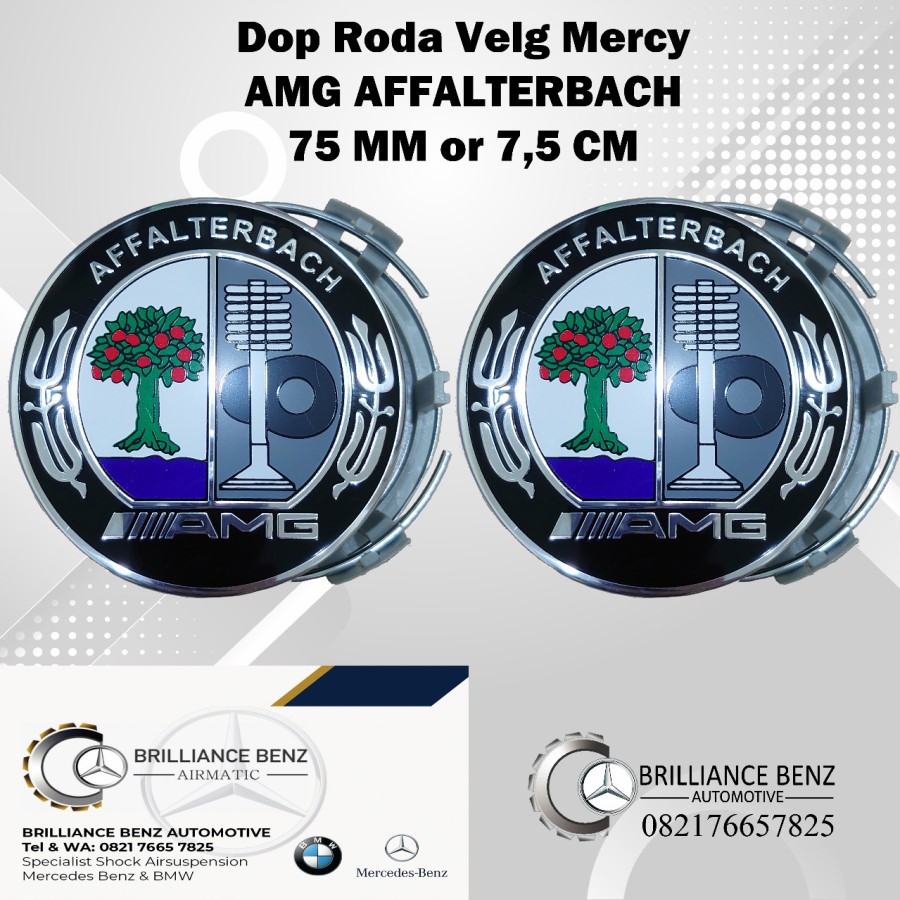 Dop Roda Velg Mercy
AMG AFFALTERBACH
75 MM or 7,5 CM
AFFALTERBACH
AMG
AFFALTERBACH
AMG
BRILLIANCE BENZ
AIRMATIC
BRILLIANCE BENZ AUTOMOTIVE
Tel & WA: 0821 7665 7825
Specialist Shock Airsuspension
Mercedes Benz & BMW
BMW
Mercedes-Benz
BRILLIANCE BENZ
AUTOMOTIVE
082176657825